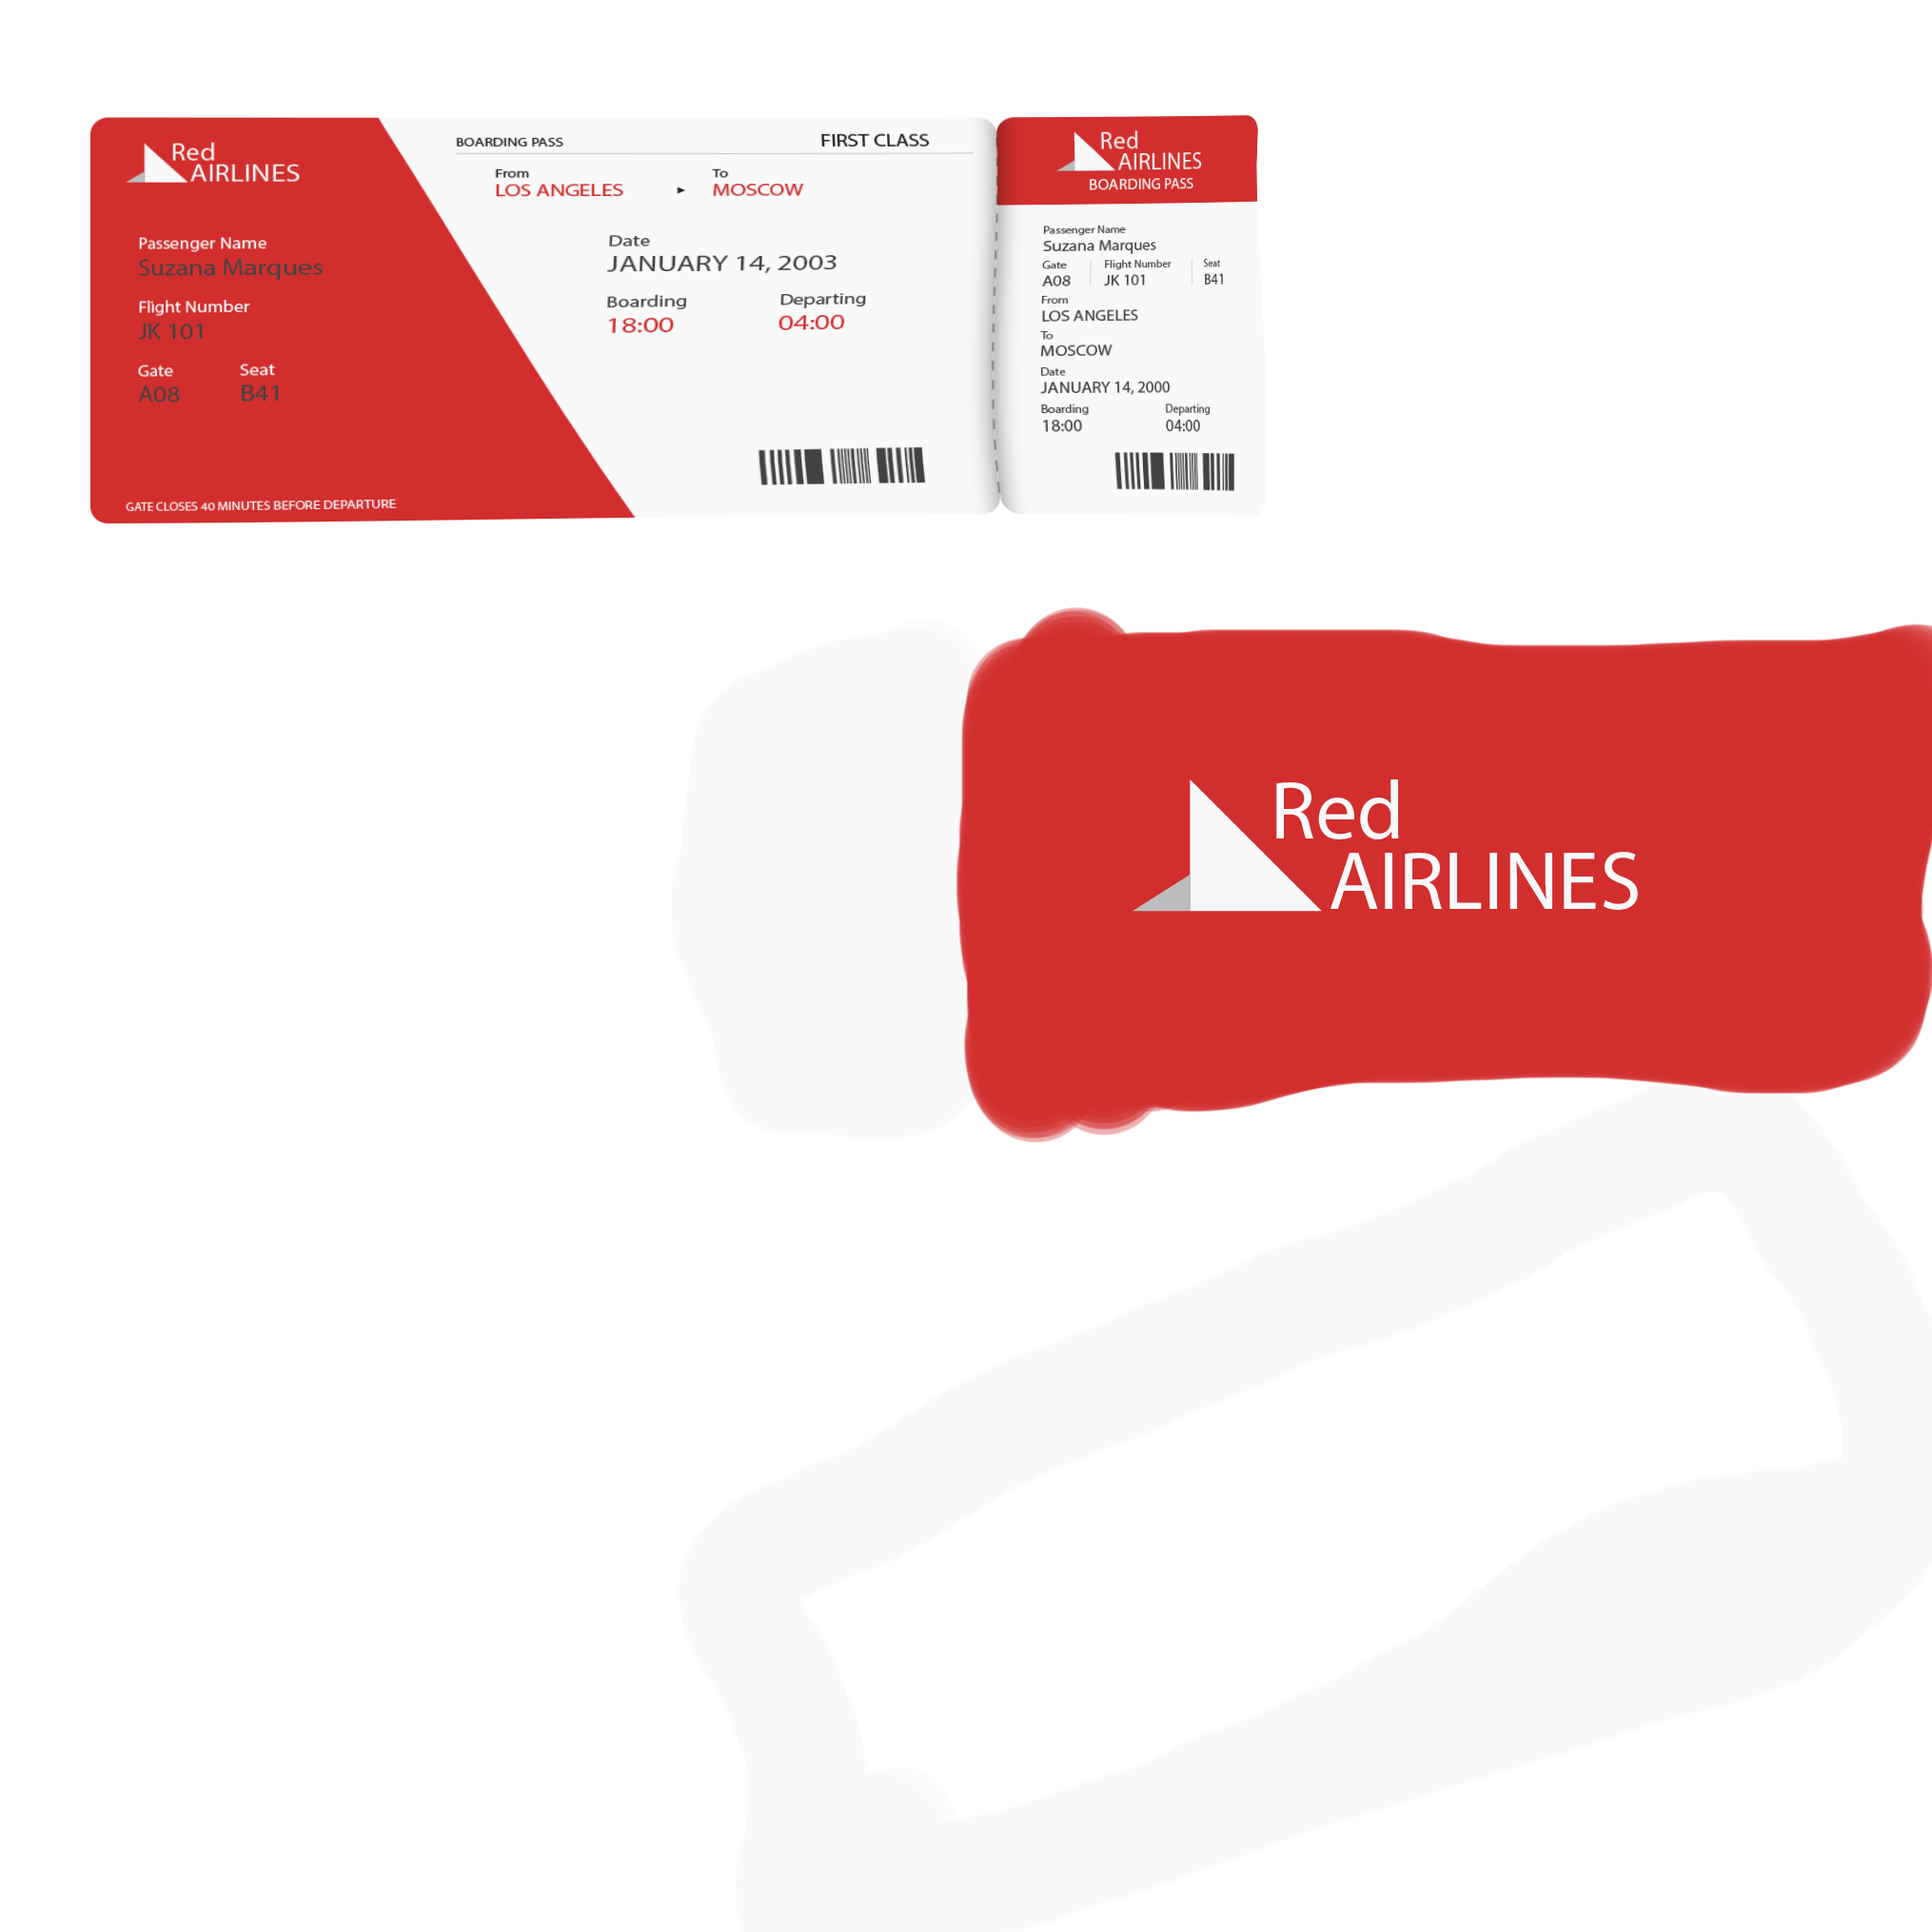 Red
AIRLINES
BOARDING PASS
FIRST CLASS
From
LOS ANGELES
▸
To
MOSCOW
Passenger Name
Suzana Marques
Flight Number
JK 101
Gate
A08
Seat
B41
Date
JANUARY 14, 2003
Boarding
18:00
Departing
04:00
GATE CLOSES 40 MINUTES BEFORE DEPARTURE
Red
AIRLINES
BOARDING PASS
Passenger Name
Suzana Marques
Gate
A08
Flight Number
JK 101
Seat
B41
From
LOS ANGELES
To
MOSCOW
Date
JANUARY 14, 2000
Boarding
18:00
Departing
04:00
Red
AIRLINES